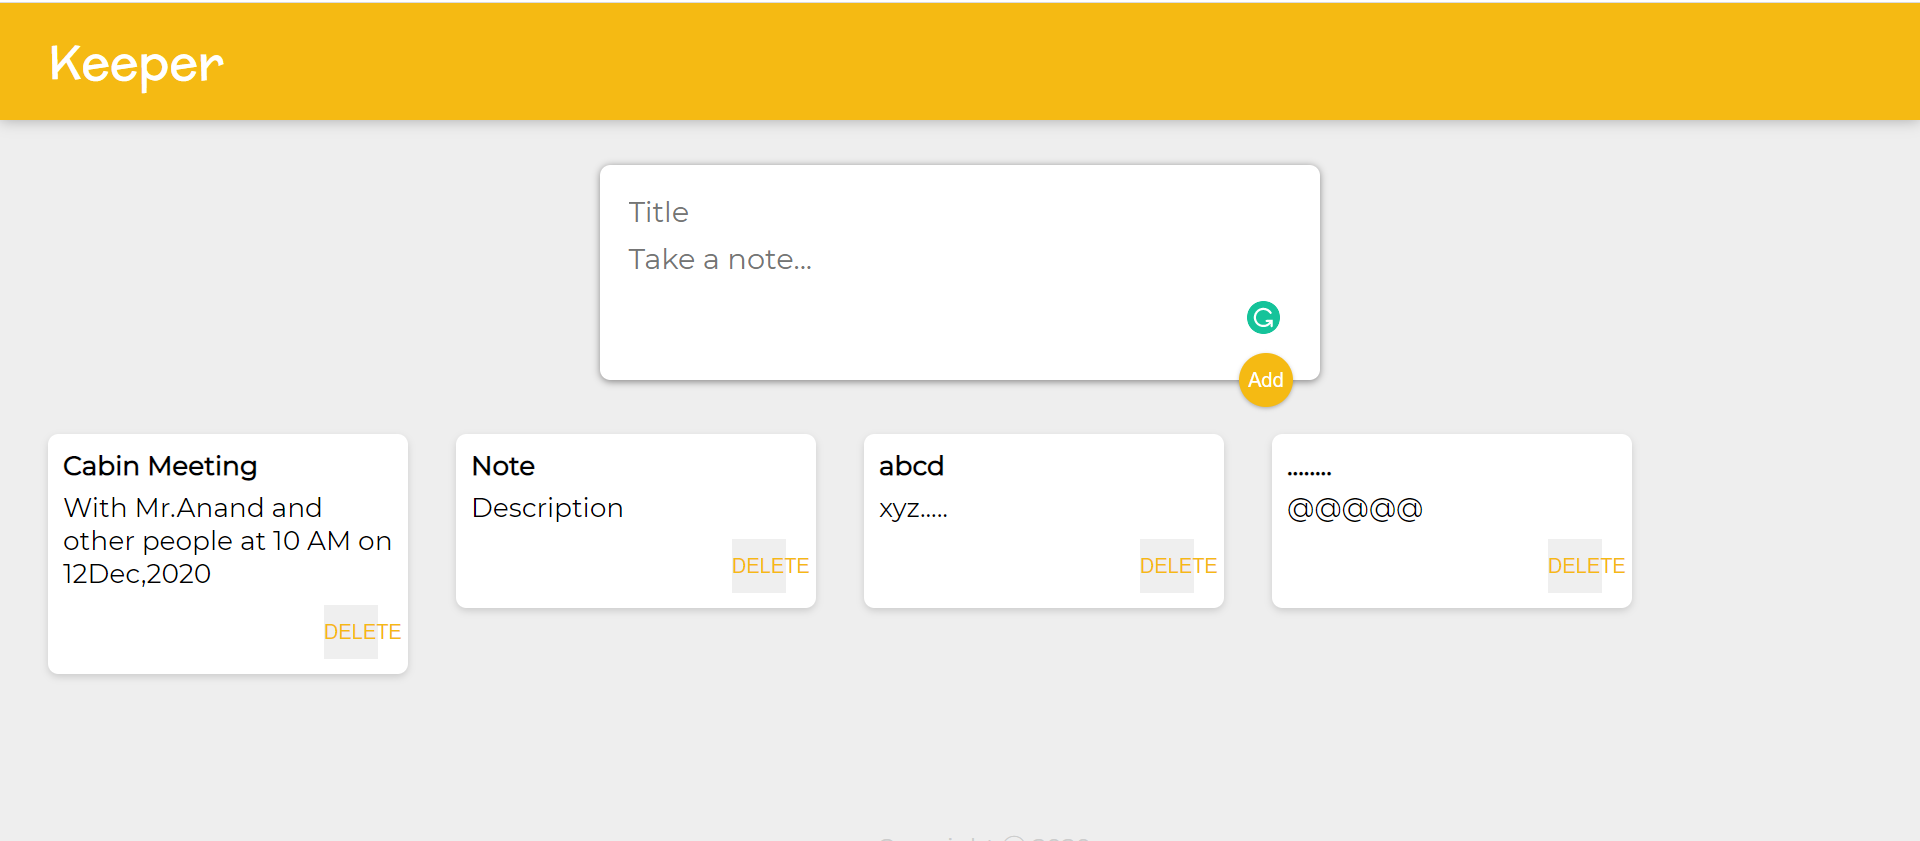 Keeper
Title
Take a note...
Add
Cabin Meeting
With Mr.Anand and
other people at 10 AM on
12Dec,2020
DELETE
Note
Description
DELETE
abcd
xyz.....
DELETE
........
@@@@@
DELETE